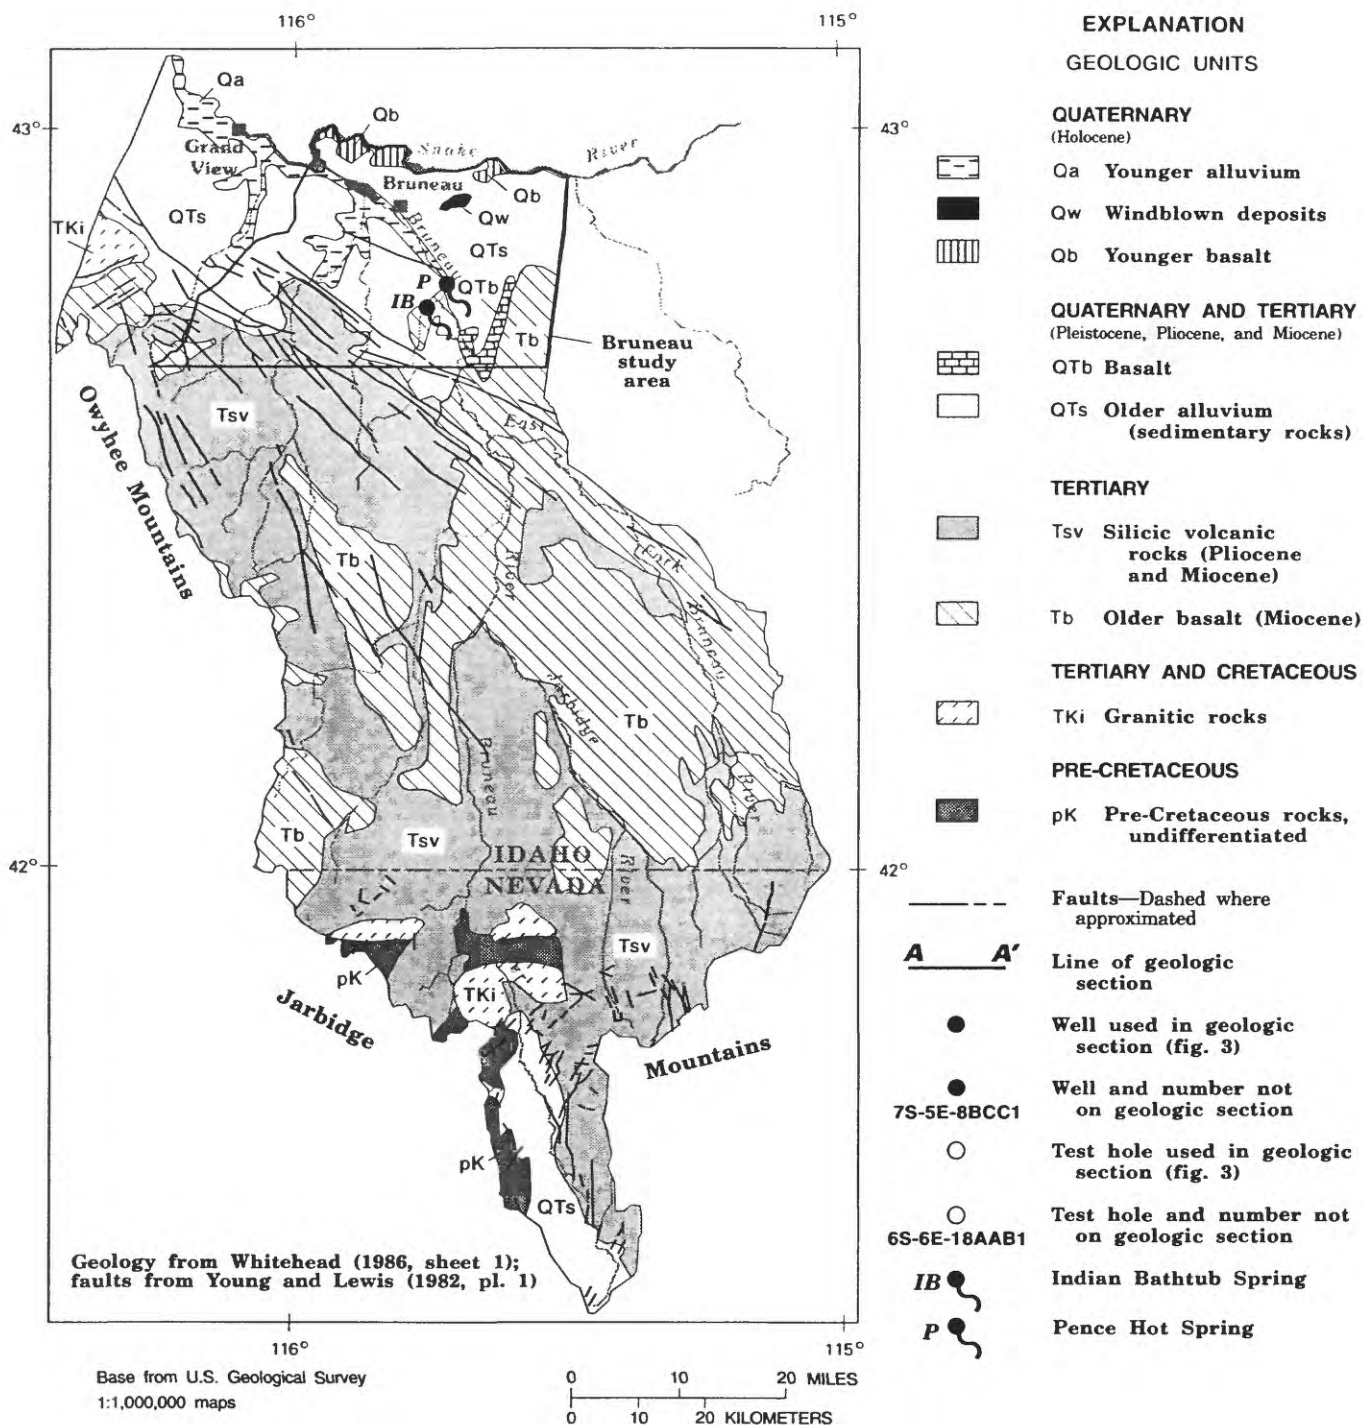 116°
115°
Qa
Qb
43°
43°
Grand
View
Snake
River
Bruneau
Qb
Qw
QTs
TKi
Bruneau
QTs
P
QTb
IB
Tb
Bruneau
study
area
Owyhee Mountains
Tsv
East
Tb
River
Fork
Bruneau
Jarbidge
Tb
Bruneau
River
Tb
Tsv
42°
42°
IDAHO
NEVADA
River
Tsv
pK
TKi
Jarbidge
Mountains
pK
QTs
Geology from Whitehead (1986, sheet 1);
faults from Young and Lewis (1982, pl. 1)
116°
115°
Base from U.S. Geological Survey
1:1,000,000 maps
0 10 20 MILES
0 10 20 KILOMETERS
EXPLANATION
GEOLOGIC UNITS
QUATERNARY
(Holocene)
Qa Younger alluvium
Qw Windblown deposits
Qb Younger basalt
QUATERNARY AND TERTIARY
(Pleistocene, Pliocene, and Miocene)
QTb Basalt
QTs Older alluvium
(sedimentary rocks)
TERTIARY
Tsv Silicic volcanic
rocks (Pliocene
and Miocene)
Tb Older basalt (Miocene)
TERTIARY AND CRETACEOUS
TKi Granitic rocks
PRE-CRETACEOUS
pK Pre-Cretaceous rocks,
undifferentiated
Faults—Dashed where
approximated
A A'
Line of geologic
section
Well used in geologic
section (fig. 3)
Well and number not
7S-5E-8BCC1 on geologic section
Test hole used in geologic
section (fig. 3)
Test hole and number not
6S-6E-18AAB1 on geologic section
IB Indian Bathtub Spring
P Pence Hot Spring